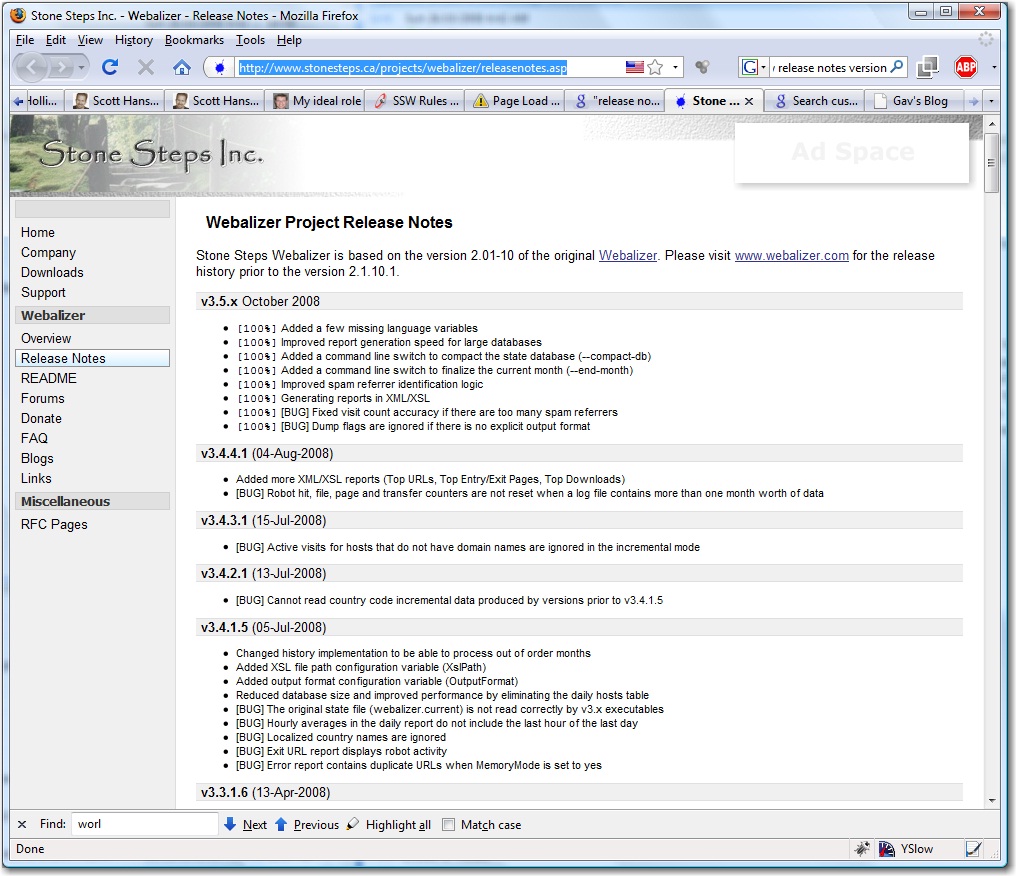 Stone Steps Inc. - Webalizer - Release Notes - Mozilla Firefox
File Edit View History Bookmarks Tools Help
http://www.stonesteps.ca/projects/webalizer/releasenotes.asp
G
release notes version
ABP
Holli...
Scott Hans...
Scott Hans...
My ideal role
SSW Rules ...
Page Load ...
"release no...
Stone ...
Search cus...
Gav's Blog
Stone Steps Inc.
Ad Space
Home
Company
Downloads
Support
Webalizer
Overview
Release Notes
README
Forums
Donate
FAQ
Blogs
Links
Miscellaneous
RFC Pages
Webalizer Project Release Notes
Stone Steps Webalizer is based on the version 2.01-10 of the original Webalizer. Please visit www.webalizer.com for the release
history prior to the version 2.1.10.1.
v3.5.x October 2008
[100%] Added a few missing language variables
[100%] Improved report generation speed for large databases
[100%] Added a command line switch to compact the state database (--compact-db)
[100%] Added a command line switch to finalize the current month (--end-month)
[100%] Improved spam referrer identification logic
[100%] Generating reports in XML/XSL
[100%] [BUG] Fixed visit count accuracy if there are too many spam referrers
[100%] [BUG] Dump flags are ignored if there is no explicit output format
v3.4.4.1 (04-Aug-2008)
Added more XML/XSL reports (Top URLs, Top Entry/Exit Pages, Top Downloads)
[BUG] Robot hit, file, page and transfer counters are not reset when a log file contains more than one month worth of data
v3.4.3.1 (15-Jul-2008)
[BUG] Active visits for hosts that do not have domain names are ignored in the incremental mode
v3.4.2.1 (13-Jul-2008)
[BUG] Cannot read country code incremental data produced by versions prior to v3.4.1.5
v3.4.1.5 (05-Jul-2008)
Changed history implementation to be able to process out of order months
Added XSL file path configuration variable (XslPath)
Added output format configuration variable (OutputFormat)
Reduced database size and improved performance by eliminating the daily hosts table
[BUG] The original state file (webalizer.current) is not read correctly by v3.x executables
[BUG] Hourly averages in the daily report do not include the last hour of the last day
[BUG] Localized country names are ignored
[BUG] Exit URL report displays robot activity
[BUG] Error report contains duplicate URLs when MemoryMode is set to yes
v3.3.1.6 (13-Apr-2008)
Find: worl Next Previous Highlight all Match case
Done
YSlow